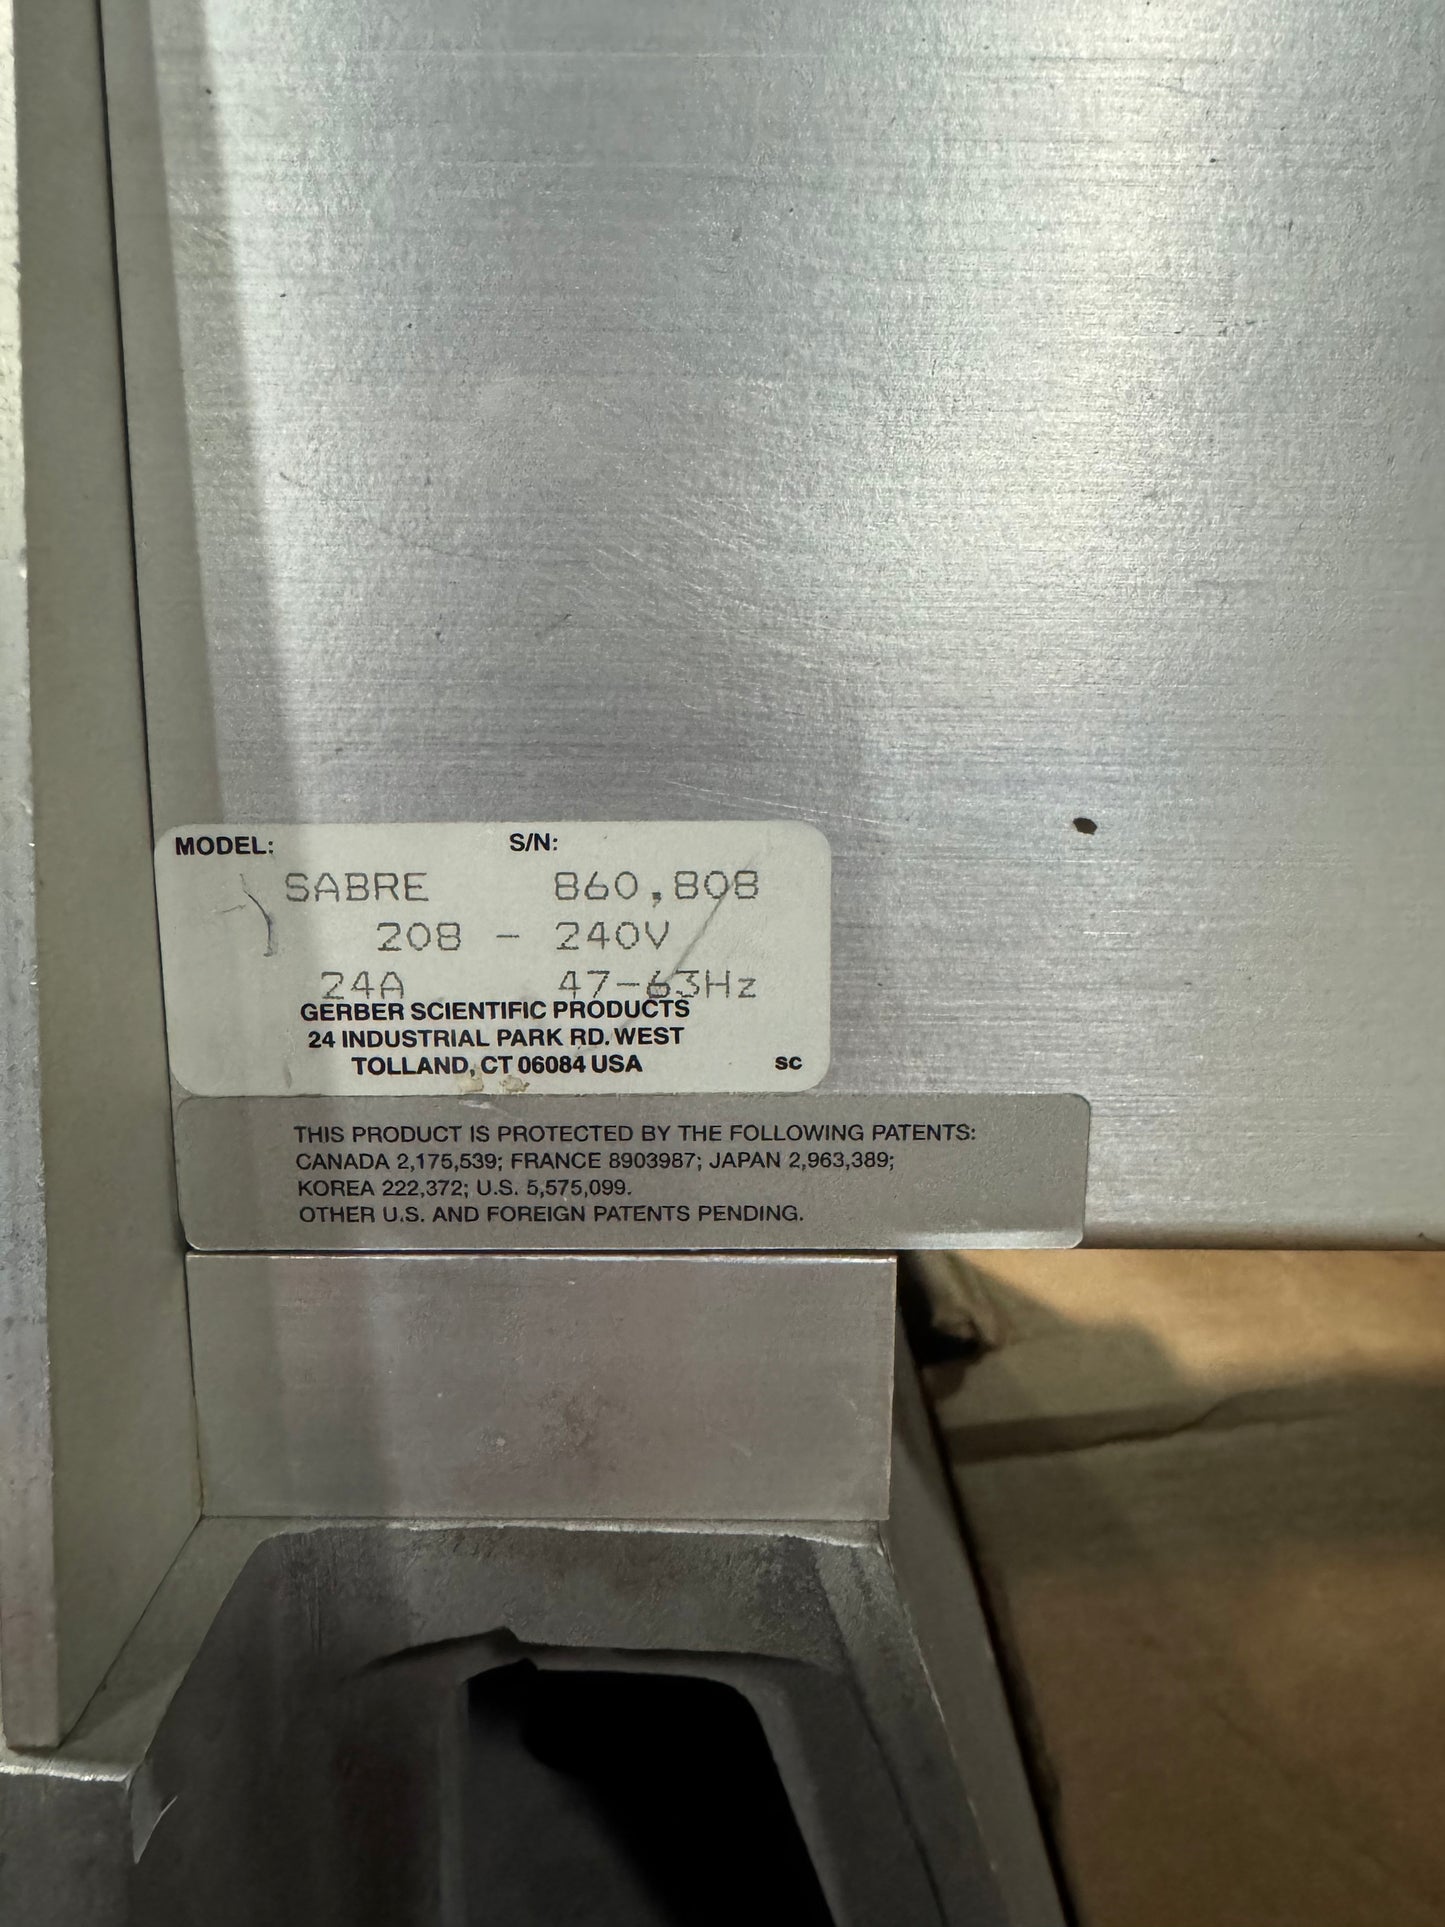 MODEL: S/N:
SABRE 860,808
208 - 240V
24A 47-63Hz
GERBER SCIENTIFIC PRODUCTS
24 INDUSTRIAL PARK RD. WEST
TOLLAND, CT 06084 USA SC
THIS PRODUCT IS PROTECTED BY THE FOLLOWING PATENTS:
CANADA 2,175,539; FRANCE 8903987; JAPAN 2,963,389;
KOREA 222,372; U.S. 5,575,099.
OTHER U.S. AND FOREIGN PATENTS PENDING.